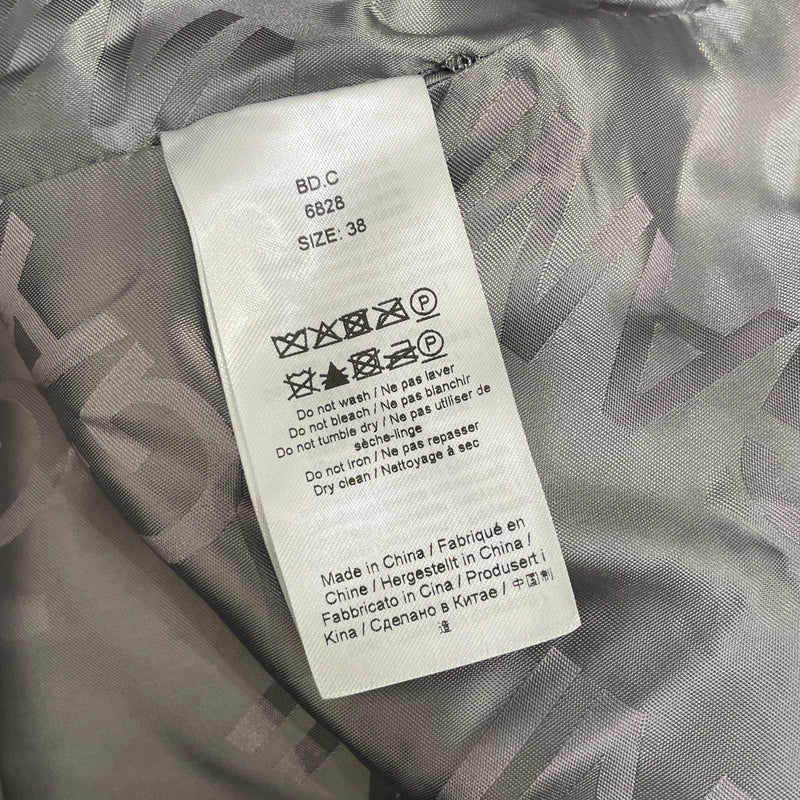 BD.C
6828
SIZE: 38
P
P
Do not wash / Ne pas laver
Do not bleach / Ne pas blanchir
Do not tumble dry / Ne pas utiliser de
sèche-linge
Do not iron / Ne pas repasser
Dry clean / Nettoyage à sec
Made in China / Fabriqué en
Chine / Hergestellt in China /
Fabbricato in Cina / Produsert i
Kina / Сделано в Китае / 中国制
造